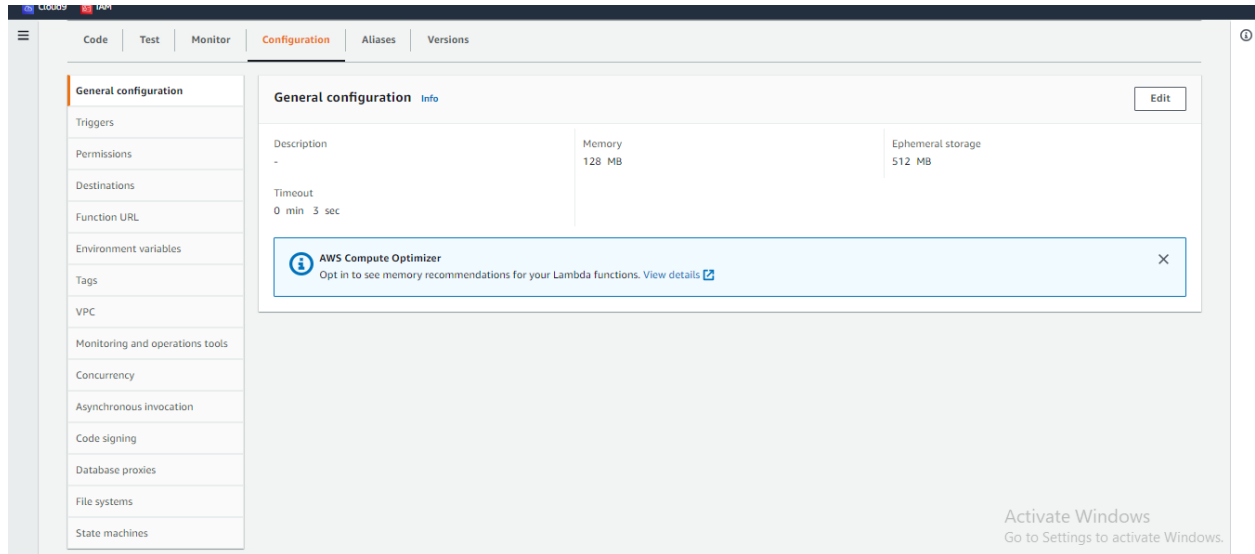 Cloud9 IAM
Code Test Monitor Configuration Aliases Versions
General configuration
Triggers
Permissions
Destinations
Function URL
Environment variables
Tags
VPC
Monitoring and operations tools
Concurrency
Asynchronous invocation
Code signing
Database proxies
File systems
State machines
General configuration Info Edit
Description
-
Memory
128 MB
Ephemeral storage
512 MB
Timeout
0 min 3 sec
AWS Compute Optimizer
Opt in to see memory recommendations for your Lambda functions. View details
Activate Windows
Go to Settings to activate Windows.